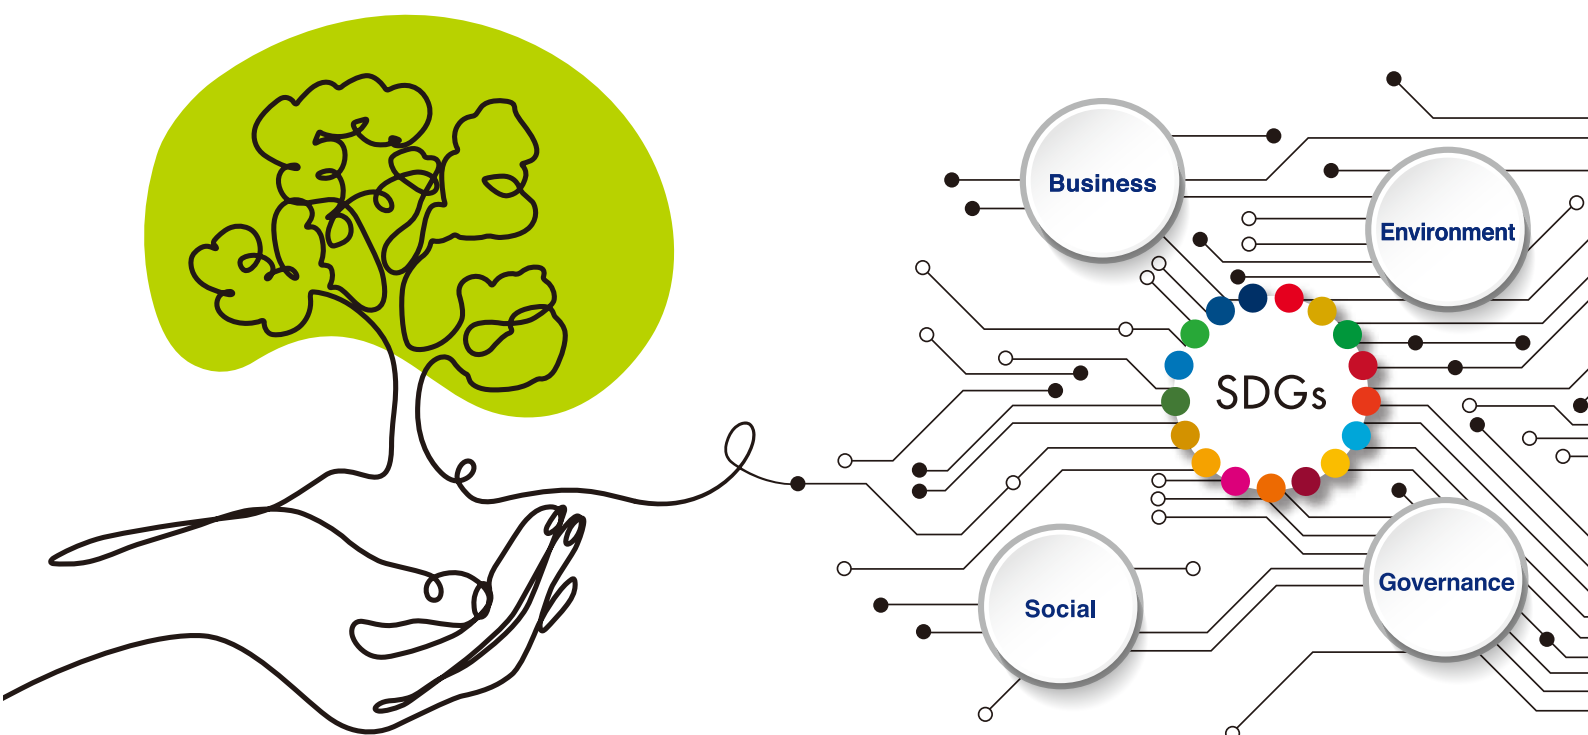 Business
Environment
SDGs
Social
Governance